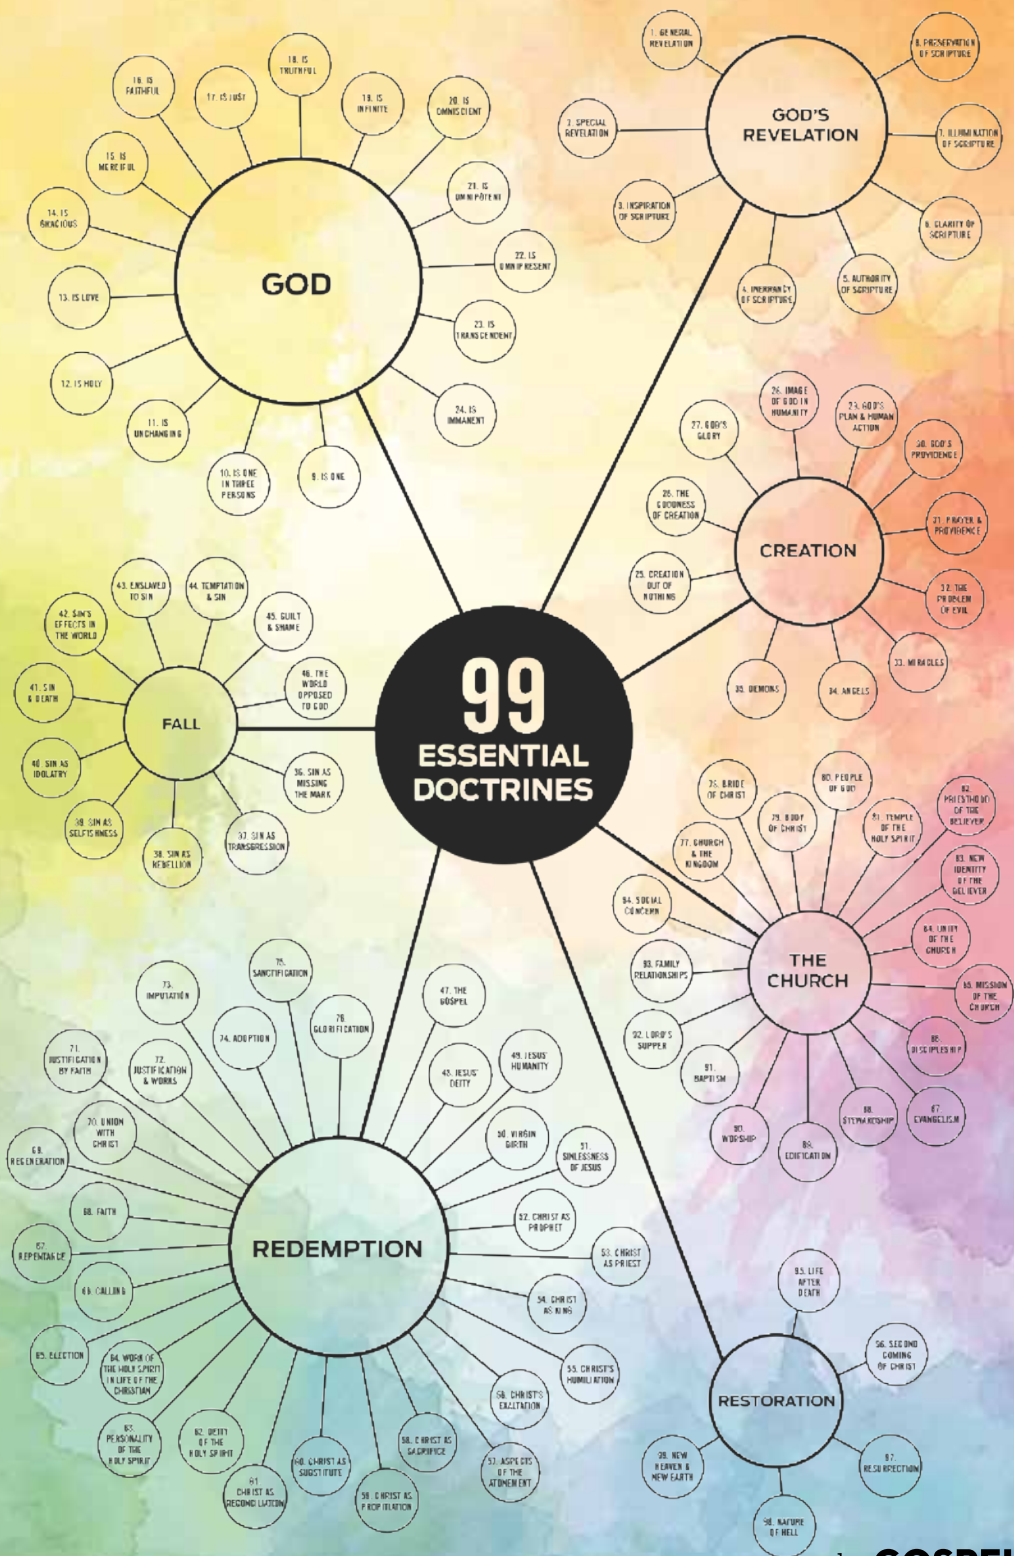 99
ESSENTIAL
DOCTRINES
GOD'S
REVELATION
1. GENERAL
REVELATION
2. SPECIAL
REVELATION
3. INSPIRATION
OF SCRIPTURE
4. INERRANCY
OF SCRIPTURE
5. AUTHORITY
OF SCRIPTURE
6. CLARITY OF
SCRIPTURE
7. ILLUMINATION
OF SCRIPTURE
8. PRESERVATION
OF SCRIPTURE
GOD
9. IS ONE
10. IS ONE
IN THREE
PERSONS
11. IS
UNCHANGING
12. IS HOLY
13. IS LOVE
14. IS
GRACIOUS
15. IS
MERCIFUL
16. IS
FAITHFUL
17. IS JUST
18. IS
TRUTHFUL
19. IS
INFINITE
20. IS
OMNISCIENT
21. IS
OMNIPOTENT
22. IS
OMNIPRESENT
23. IS
TRANSCENDENT
24. IS
IMMANENT
CREATION
25. CREATION
OUT OF
NOTHING
26. THE
GOODNESS
OF CREATION
27. GOD'S
GLORY
IMAGE
OF GOD IN
HUMANITY
29. GOD'S
PLAN & HUMAN
ACTION
30. GOD'S
PROVIDENCE
31. PRAYER &
PROVIDENCE
32. THE
PROBLEM
OF EVIL
33. MIRACLES
34. ANGELS
35. DEMONS
FALL
36. SIN AS
MISSING
THE MARK
37. SIN AS
TRANSGRESSION
38. SIN AS
REBELLION
39. SIN AS
SELFISHNESS
40. SIN AS
IDOLATRY
41. SIN
& DEATH
42. SIN'S
EFFECTS IN
THE WORLD
43. ENSLAVED
TO SIN
44. TEMPTATION
& SIN
45. GUILT
& SHAME
46. THE
WORLD
OPPOSED
TO GOD
REDEMPTION
47. THE
GOSPEL
48. JESUS'
DEITY
49. JESUS'
HUMANITY
50. VIRGIN
BIRTH
51.
SINLESSNESS
OF JESUS
52. CHRIST AS
PROPHET
53. CHRIST
AS PRIEST
54. CHRIST
AS KING
55. CHRIST'S
HUMILIATION
56. CHRIST'S
EXALTATION
57. ASPECTS
OF THE
ATONEMENT
58. CHRIST AS
SACRIFICE
59. CHRIST AS
PROPITIATION
60. CHRIST AS
SUBSTITUTE
61.
CHRIST AS
RECONCILIATION
62. DEITY
OF THE
HOLY SPIRIT
63.
PERSONALITY
OF THE
HOLY SPIRIT
64. WORK OF
THE HOLY SPIRIT
IN LIFE OF THE
CHRISTIAN
65. ELECTION
66. CALLING
67.
REPENTANCE
68. FAITH
69.
REGENERATION
70. UNION
WITH
CHRIST
71.
JUSTIFICATION
BY FAITH
72.
JUSTIFICATION
& WORKS
73.
IMPUTATION
74. ADOPTION
75.
SANCTIFICATION
76.
GLORIFICATION
THE
CHURCH
77. CHURCH
& THE
KINGDOM
BRIDE
OF CHRIST
79. BODY
OF CHRIST
80. PEOPLE
OF GOD
81. TEMPLE
OF THE
HOLY SPIRIT
82.
PRIESTHOOD
OF THE
BELIEVER
83. NEW
IDENTITY
OF THE
BELIEVER
84. UNITY
OF THE
CHURCH
85. MISSION
OF THE
CHURCH
86.
DISCIPLESHIP
87.
EVANGELISM
88.
STEWARDSHIP
89.
EDIFICATION
90.
WORSHIP
91.
BAPTISM
92. LORD'S
SUPPER
93. FAMILY
RELATIONSHIPS
94. SOCIAL
CONCERN
RESTORATION
95. LIFE
AFTER
DEATH
96. SECOND
COMING
OF CHRIST
97.
RESURRECTION
98. NATURE
OF HELL
99. NEW
HEAVEN &
NEW EARTH